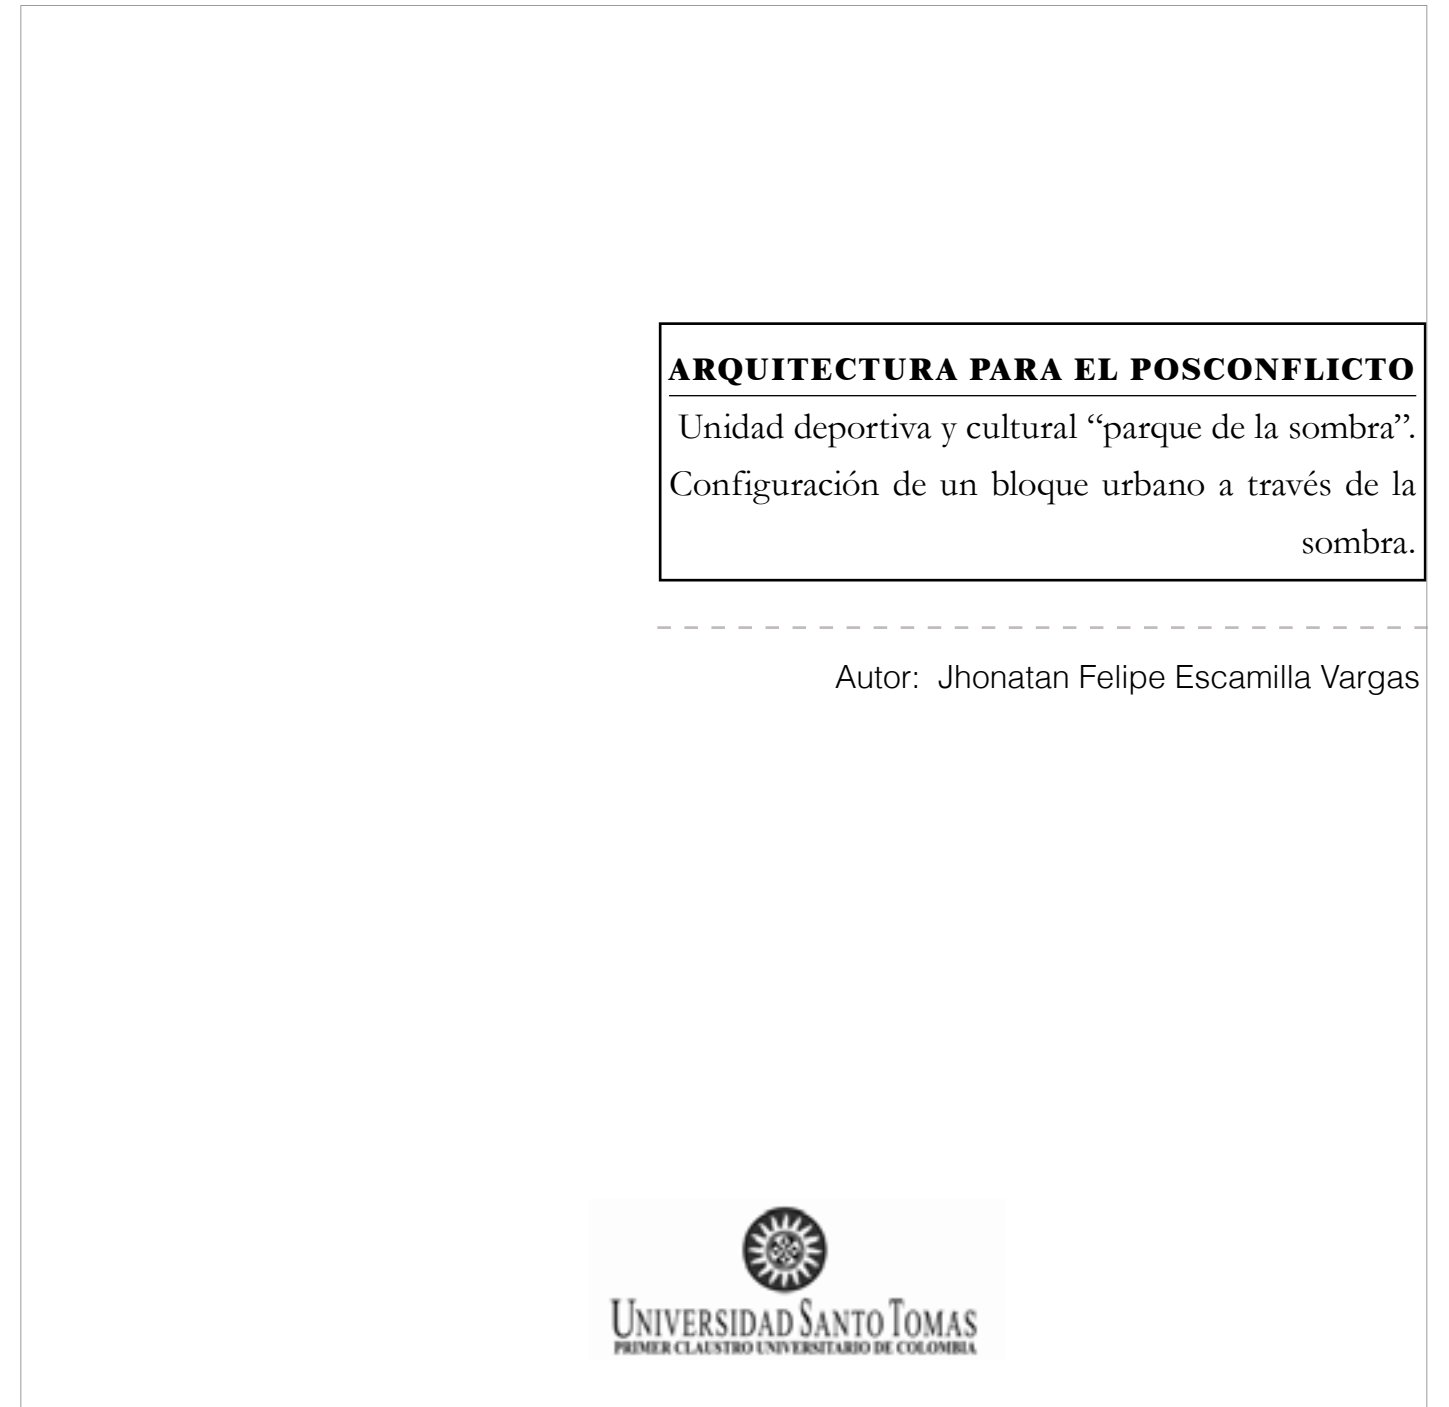 ARQUITECTURA PARA EL POSCONFLICTO
Unidad deportiva y cultural “parque de la sombra”.
Configuración de un bloque urbano a través de la
sombra.
Autor:  Jhonatan Felipe Escamilla Vargas
UNIVERSIDAD SANTO TOMAS
PRIMER CLAUSTRO UNIVERSITARIO DE COLOMBIA